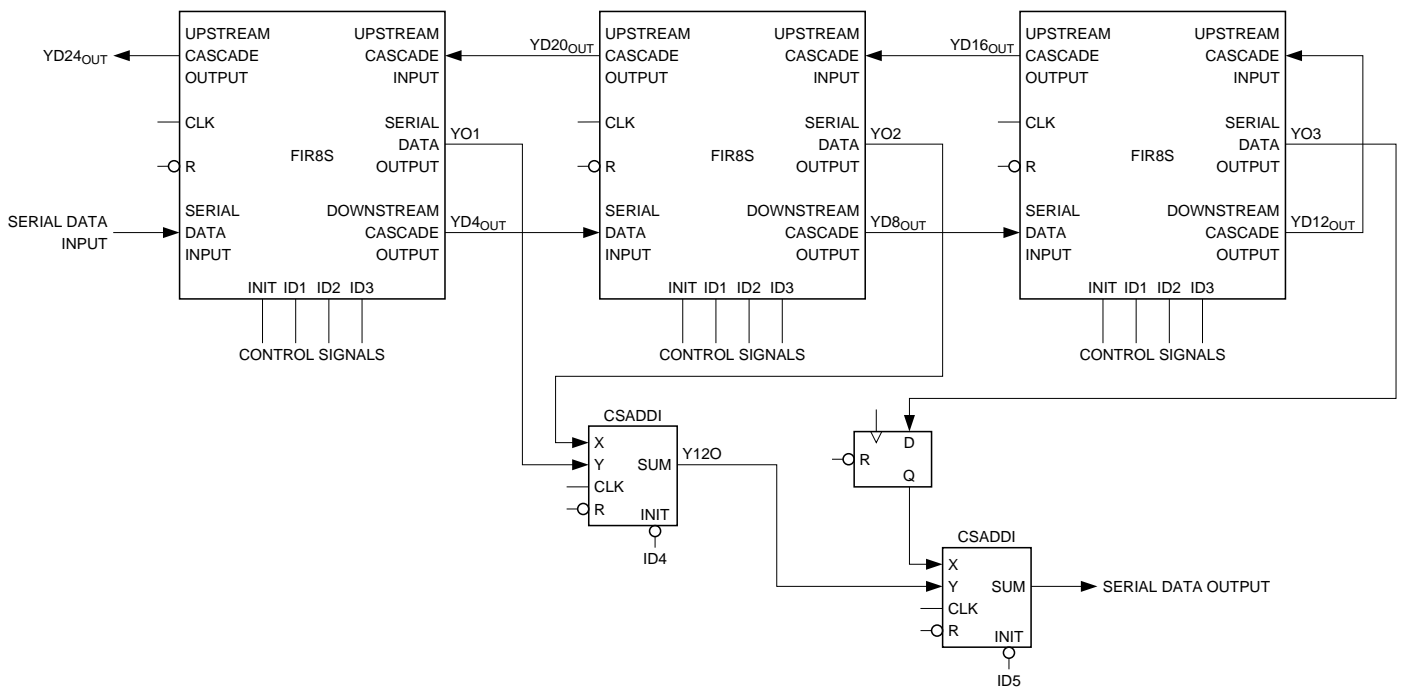 UPSTREAM
CASCADE
OUTPUT
UPSTREAM
CASCADE
INPUT
YD24OUT
CLK
R
FIR8S
SERIAL
DATA
OUTPUT
YO1
SERIAL DATA
INPUT
SERIAL
DATA
INPUT
DOWNSTREAM
CASCADE
OUTPUT
YD4OUT
INIT ID1 ID2 ID3
CONTROL SIGNALS
YD20OUT
UPSTREAM
CASCADE
OUTPUT
UPSTREAM
CASCADE
INPUT
CLK
R
FIR8S
SERIAL
DATA
OUTPUT
YO2
SERIAL
DATA
INPUT
DOWNSTREAM
CASCADE
OUTPUT
YD8OUT
INIT ID1 ID2 ID3
CONTROL SIGNALS
YD16OUT
UPSTREAM
CASCADE
OUTPUT
UPSTREAM
CASCADE
INPUT
CLK
R
FIR8S
SERIAL
DATA
OUTPUT
YO3
SERIAL
DATA
INPUT
DOWNSTREAM
CASCADE
OUTPUT
YD12OUT
INIT ID1 ID2 ID3
CONTROL SIGNALS
CSADDI
X
Y SUM
CLK
R
INIT
ID4
Y12O
D
R
Q
CSADDI
X
Y SUM
CLK
R
INIT
ID5
SERIAL DATA OUTPUT